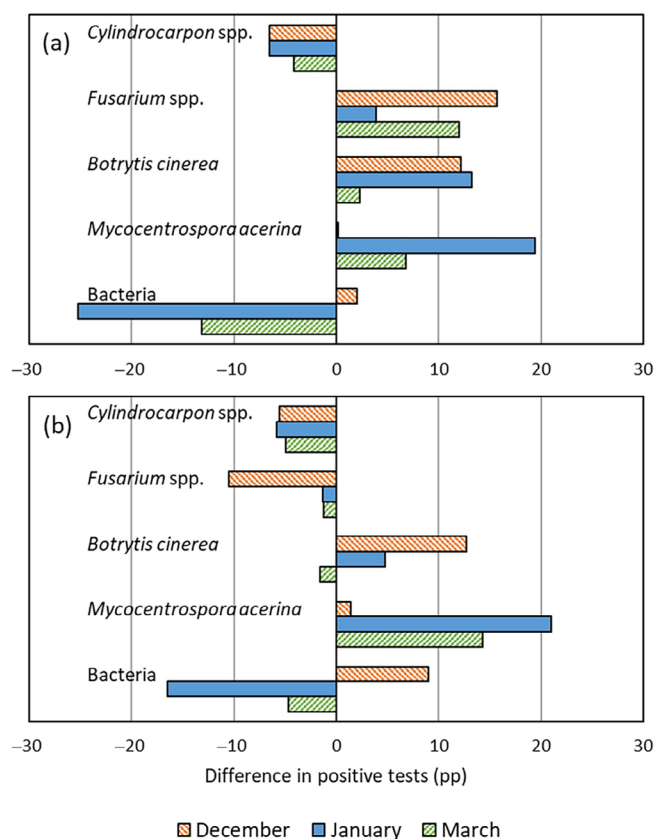 (a)
Cylindrocarpon spp.
Fusarium spp.
Botrytis cinerea
Mycocentrospora acerina
Bacteria
−30 −20 −10 0 10 20 30
(b)
Cylindrocarpon spp.
Fusarium spp.
Botrytis cinerea
Mycocentrospora acerina
Bacteria
−30 −20 −10 0 10 20 30
Difference in positive tests (pp)
December January March